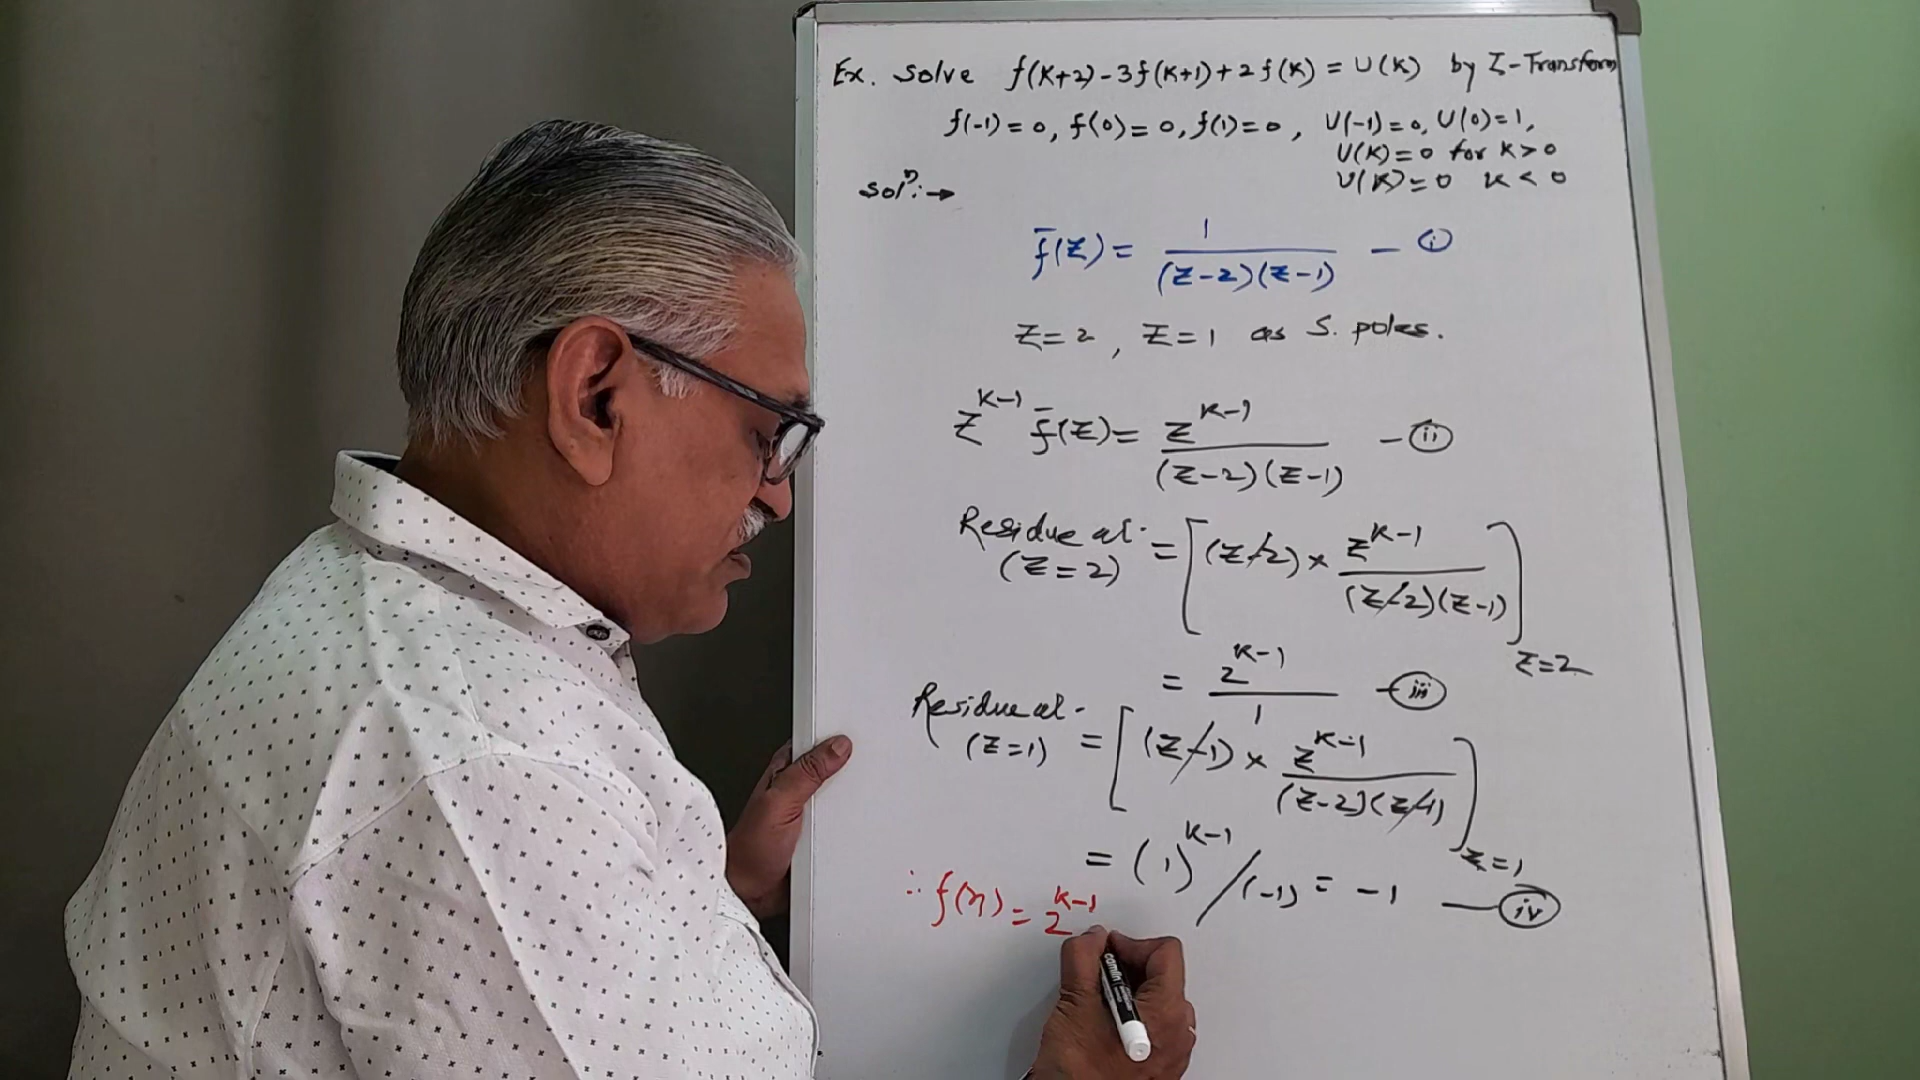 Ex. Solve f(K+2)-3f(K+1)+2f(K) = U(K) by Z-Transform
f(-1)=0, f(0)=0, f(1)=0, U(-1)=0, U(0)=1,
U(K)=0 for K>0
U(K)=0 K<0
Solⁿ:→
f̄(Z) = 1/((Z-2)(Z-1)) — (i)
Z=2, Z=1 as S. poles.
Z^(K-1) f̄(Z) = Z^(K-1)/((Z-2)(Z-1)) — (ii)
Residue at (Z=2) = [(Z-2) × Z^(K-1)/((Z-2)(Z-1))] Z=2
= 2^(K-1)/1 — (iii)
Residue at (Z=1) = [(Z-1) × Z^(K-1)/((Z-2)(Z-1))] Z=1
= (1)^(K-1)/(-1) = -1 — (iv)
∴ f(n) = 2^(K-1)
camlin